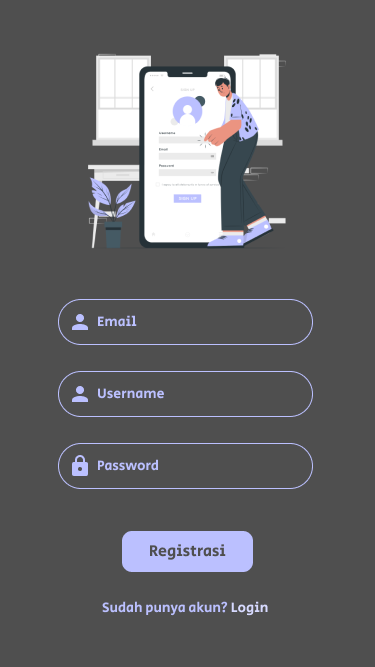 SIGN UP
Username
Email
Password
SIGN UP
Email
Username
Password
Registrasi
Sudah punya akun? Login